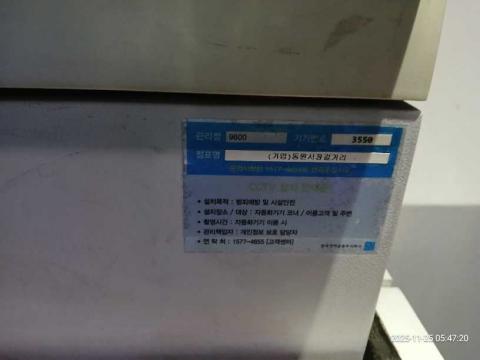 관리점 9600 기기번호 3550
점포명 (기업)동원시장길거리
CCTV 설치 안내문
• 설치목적 : 범죄예방 및 시설안전
• 설치장소 / 대상 : 자동화기기 코너 / 이용고객 및 주변
• 촬영시간 : 자동화기기 이용 시
• 관리책임자 : 개인정보 보호 담당자
• 연 락 처 : 1577-4655 (고객센터)
2025-11-25 05:47:20